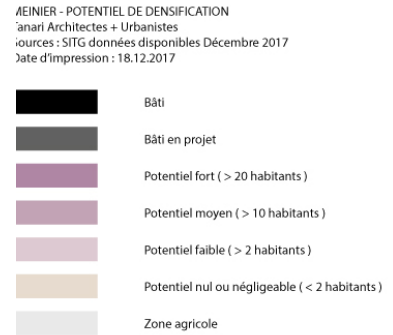 MEINIER - POTENTIEL DE DENSIFICATION
Tanari Architectes + Urbanistes
Sources : SITG données disponibles Décembre 2017
Date d'impression : 18.12.2017
Bâti
Bâti en projet
Potentiel fort ( > 20 habitants )
Potentiel moyen ( > 10 habitants )
Potentiel faible ( > 2 habitants )
Potentiel nul ou négligeable ( < 2 habitants )
Zone agricole